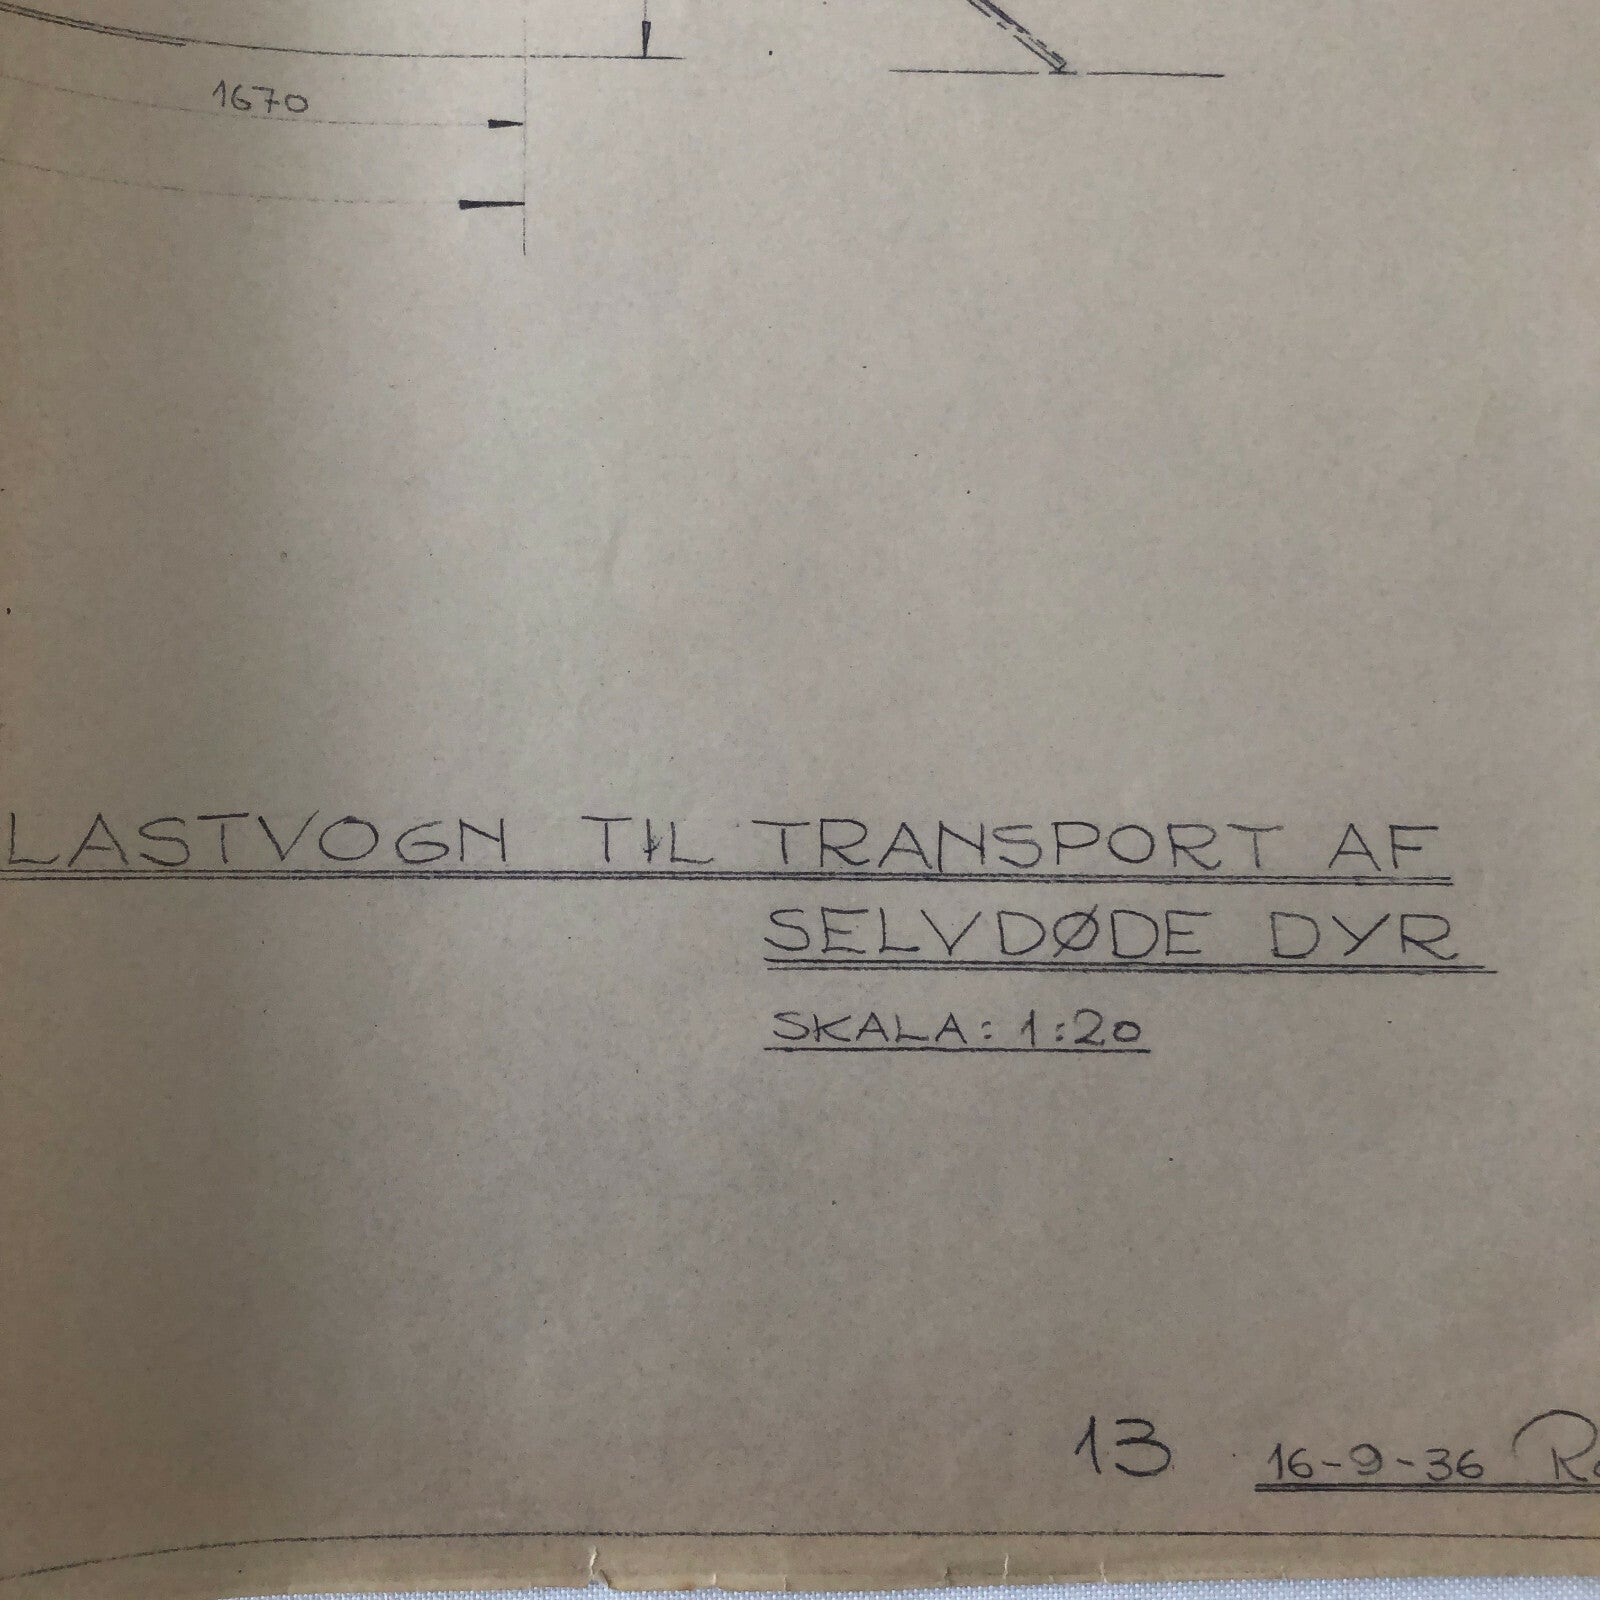 1670
LASTVOGN TIL TRANSPORT AF
SELVDØDE DYR
SKALA: 1:20
13 16-9-36